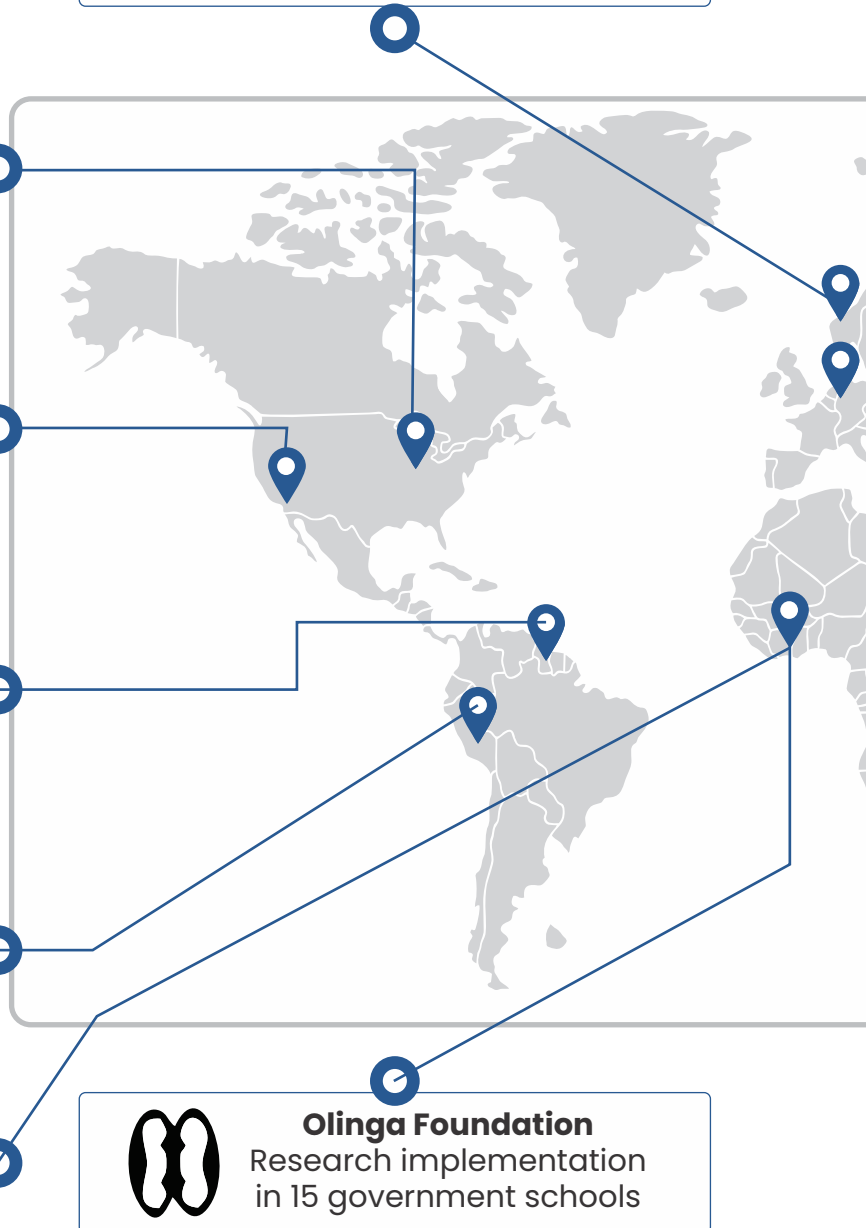 Olinga Foundation
Research implementation
in 15 government schools